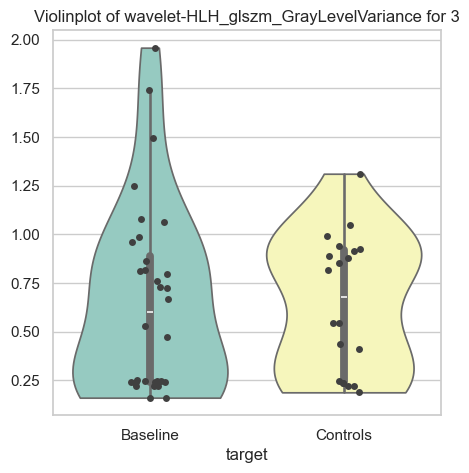 Violinplot of wavelet-HLH_glszm_GrayLevelVariance for 3
2.00
1.75
1.50
1.25
1.00
0.75
0.50
0.25
Baseline Controls
target